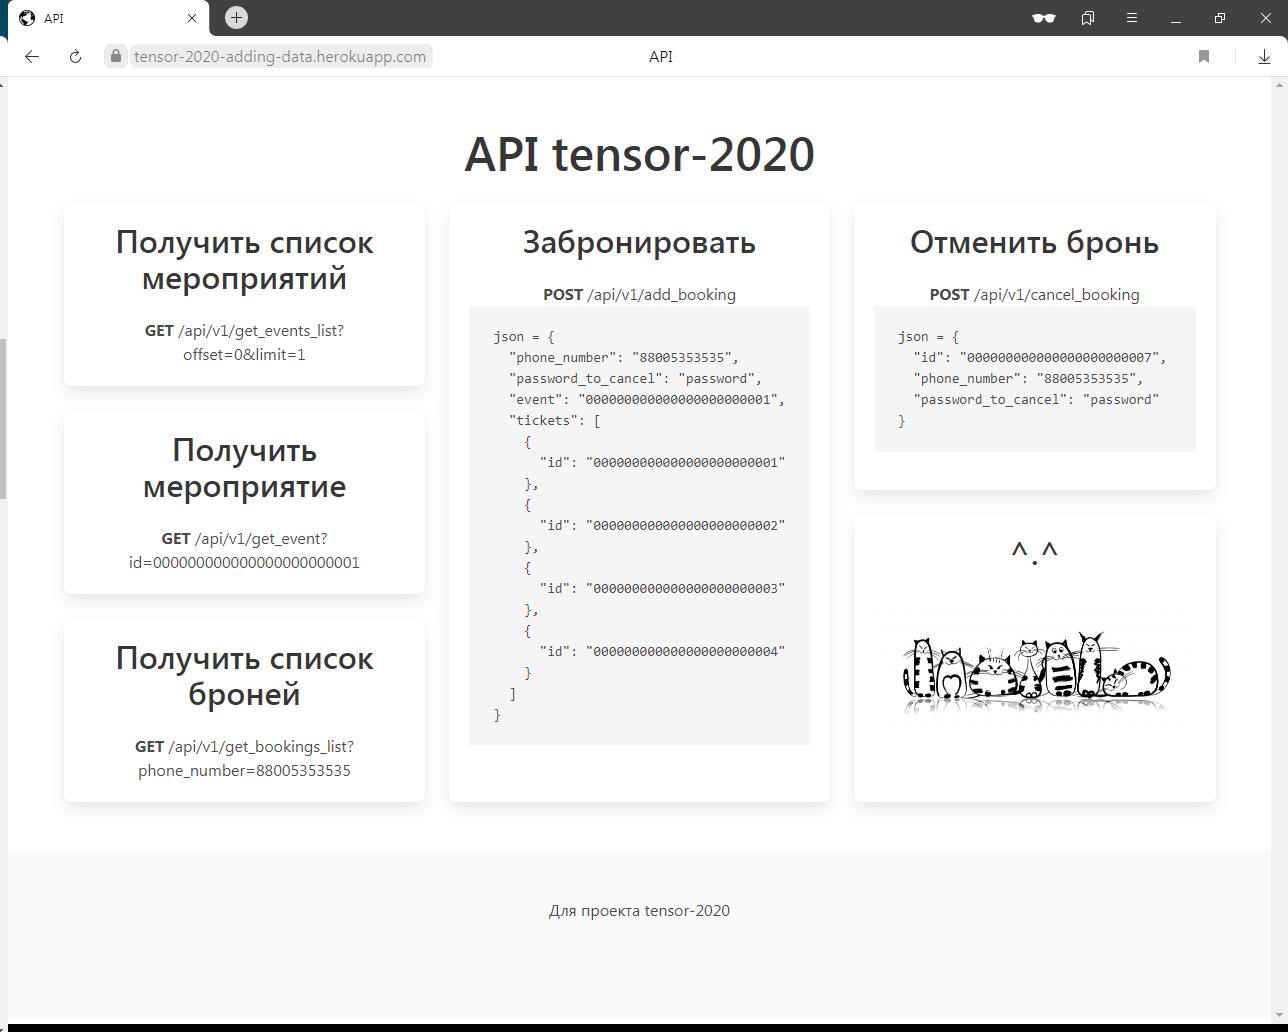 API
tensor-2020-adding-data.herokuapp.com
API
API tensor-2020
Получить список
мероприятий
GET /api/v1/get_events_list?
offset=0&limit=1
Получить
мероприятие
GET /api/v1/get_event?
id=000000000000000000000001
Получить список
броней
GET /api/v1/get_bookings_list?
phone_number=88005353535
Забронировать
POST /api/v1/add_booking
json = {
  "phone_number": "88005353535",
  "password_to_cancel": "password",
  "event": "000000000000000000000001",
  "tickets": [
    {
      "id": "000000000000000000000001"
    },
    {
      "id": "000000000000000000000002"
    },
    {
      "id": "000000000000000000000003"
    },
    {
      "id": "000000000000000000000004"
    }
  ]
}
Отменить бронь
POST /api/v1/cancel_booking
json = {
  "id": "000000000000000000000007",
  "phone_number": "88005353535",
  "password_to_cancel": "password"
}
^.^
Для проекта tensor-2020